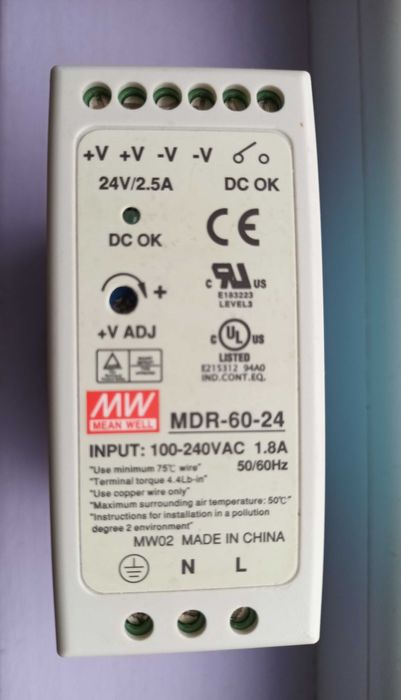 +V +V -V -V
24V/2.5A DC OK
DC OK
CE
c RU US
E183223
LEVEL3
+
+V ADJ
c UL US
LISTED
E215312 94A0
IND.CONT.EQ.
MW
MEAN WELL
MDR-60-24
INPUT: 100-240VAC 1.8A
50/60Hz
"Use minimum 75℃ wire"
"Terminal torque 4.4Lb-in"
"Use copper wire only"
"Maximum surrounding air temperature: 50℃"
"Instructions for installation in a pollution
degree 2 environment"
MW02 MADE IN CHINA
N L